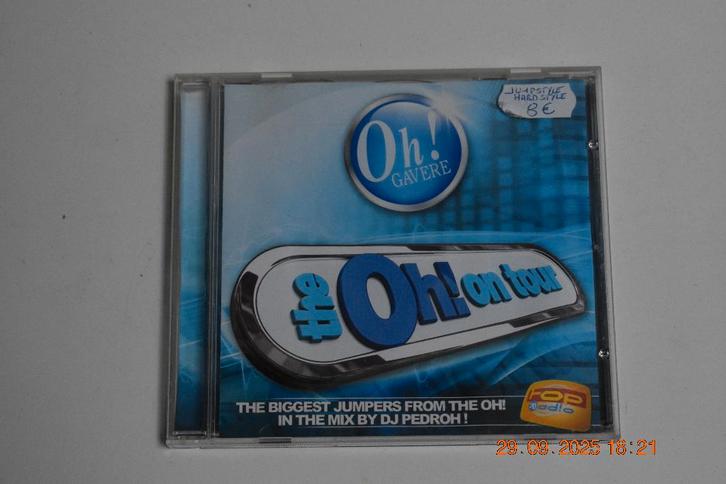 JUMPSTYLE
HARDSTYLE
8€
Oh!
GAVERE
the Oh! on tour
TOP
radio
THE BIGGEST JUMPERS FROM THE OH!
IN THE MIX BY DJ PEDROH !
29.09.2025 16:21